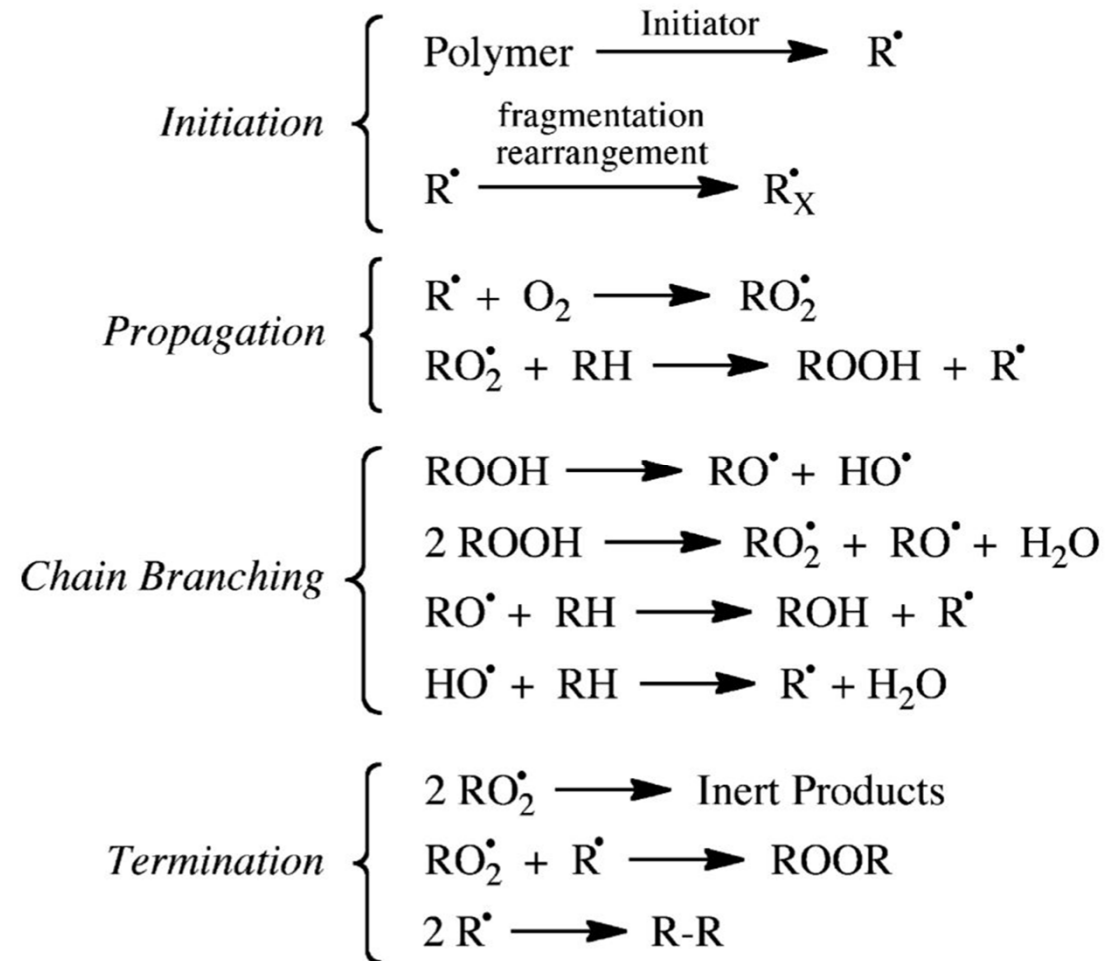 Initiator
Polymer → R•
Initiation
fragmentation
rearrangement
R• → R•X
R• + O2 → RO2•
Propagation
RO2• + RH → ROOH + R•
ROOH → RO• + HO•
2 ROOH → RO2• + RO• + H2O
Chain Branching
RO• + RH → ROH + R•
HO• + RH → R• + H2O
2 RO2• → Inert Products
Termination
RO2• + R• → ROOR
2 R• → R-R